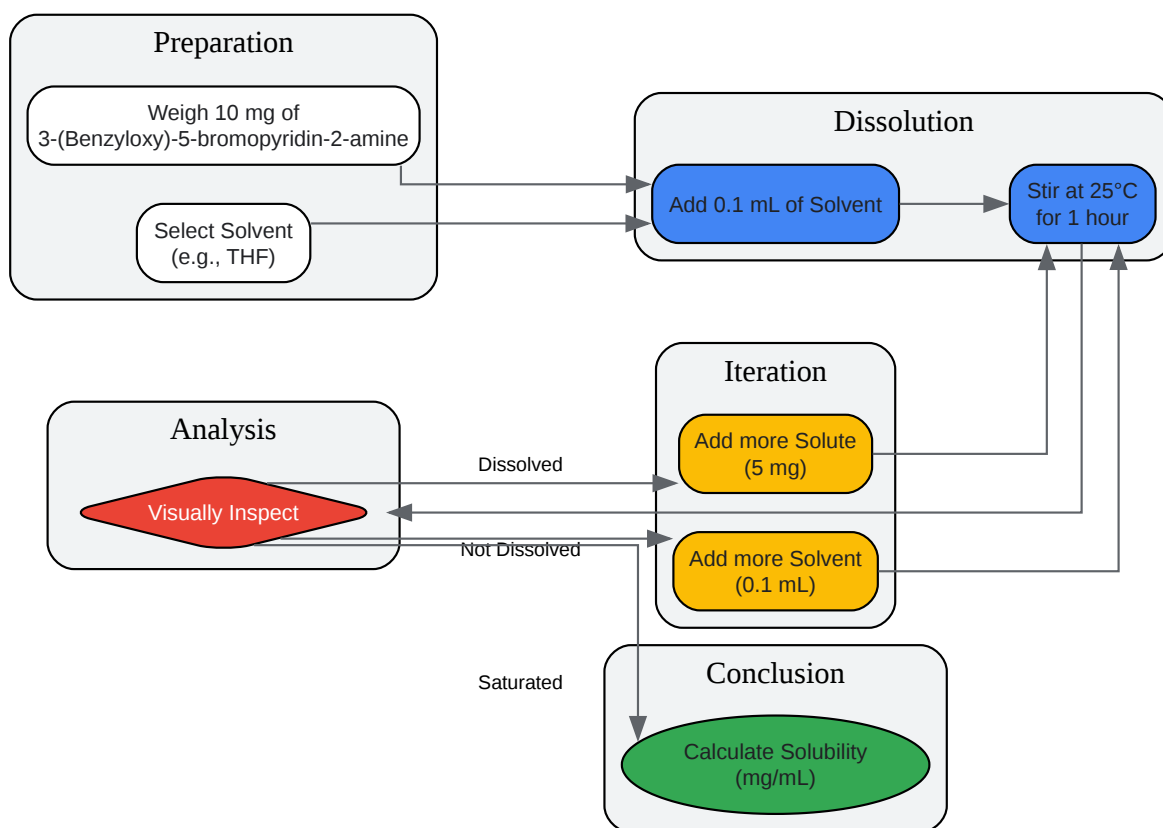 Preparation
Weigh 10 mg of
3-(Benzyloxy)-5-bromopyridin-2-amine
Select Solvent
(e.g., THF)
Dissolution
Add 0.1 mL of Solvent
Stir at 25°C
for 1 hour
Analysis
Visually Inspect
Dissolved
Not Dissolved
Saturated
Iteration
Add more Solute
(5 mg)
Add more Solvent
(0.1 mL)
Conclusion
Calculate Solubility
(mg/mL)